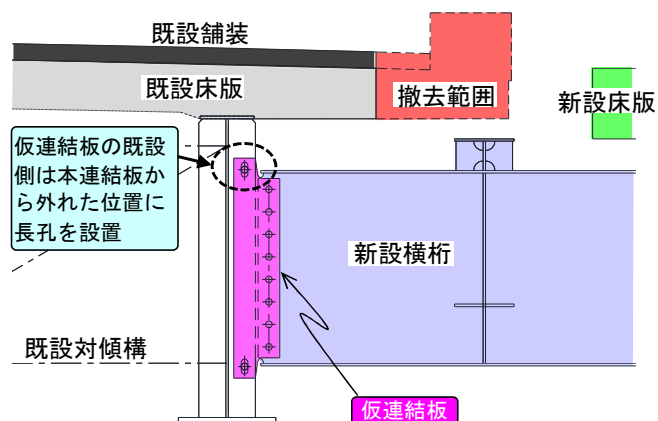 既設舗装
既設床版
撤去範囲
新設床版
仮連結板の既設
側は本連結板か
ら外れた位置に
長孔を設置
新設横桁
既設対傾構
仮連結板